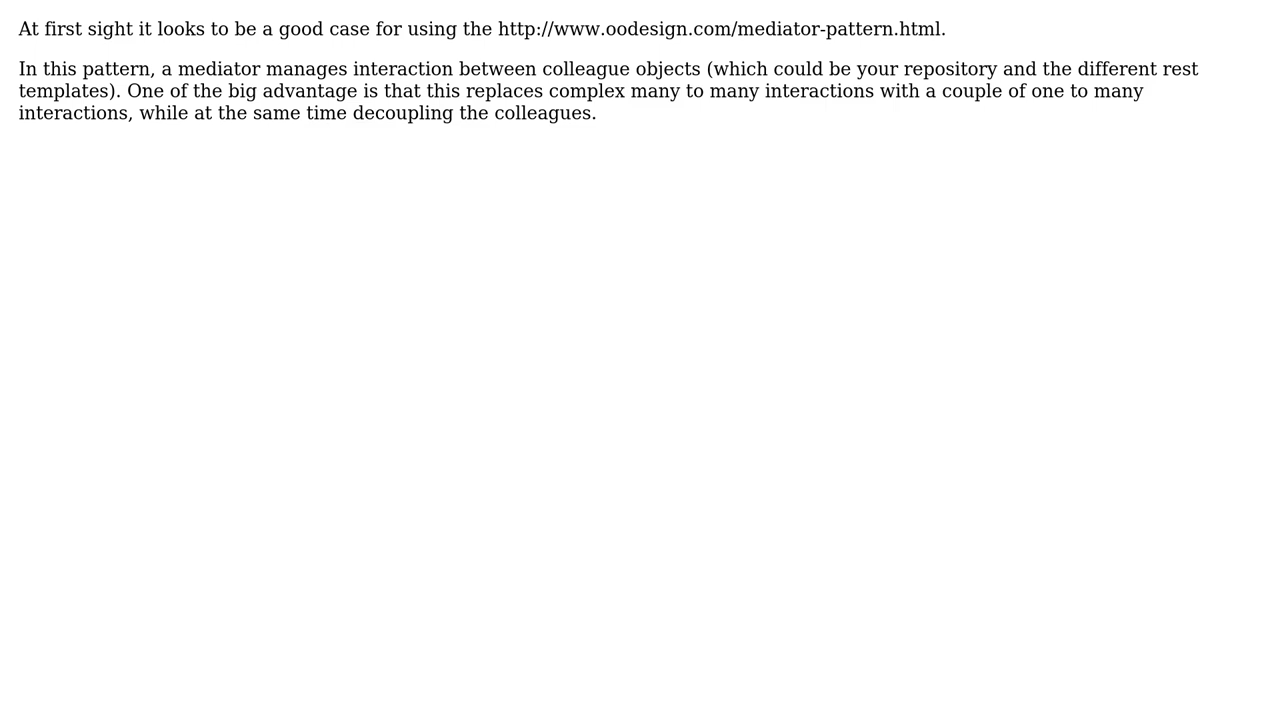 At first sight it looks to be a good case for using the http://www.oodesign.com/mediator-pattern.html.
In this pattern, a mediator manages interaction between colleague objects (which could be your repository and the different rest
templates). One of the big advantage is that this replaces complex many to many interactions with a couple of one to many
interactions, while at the same time decoupling the colleagues.